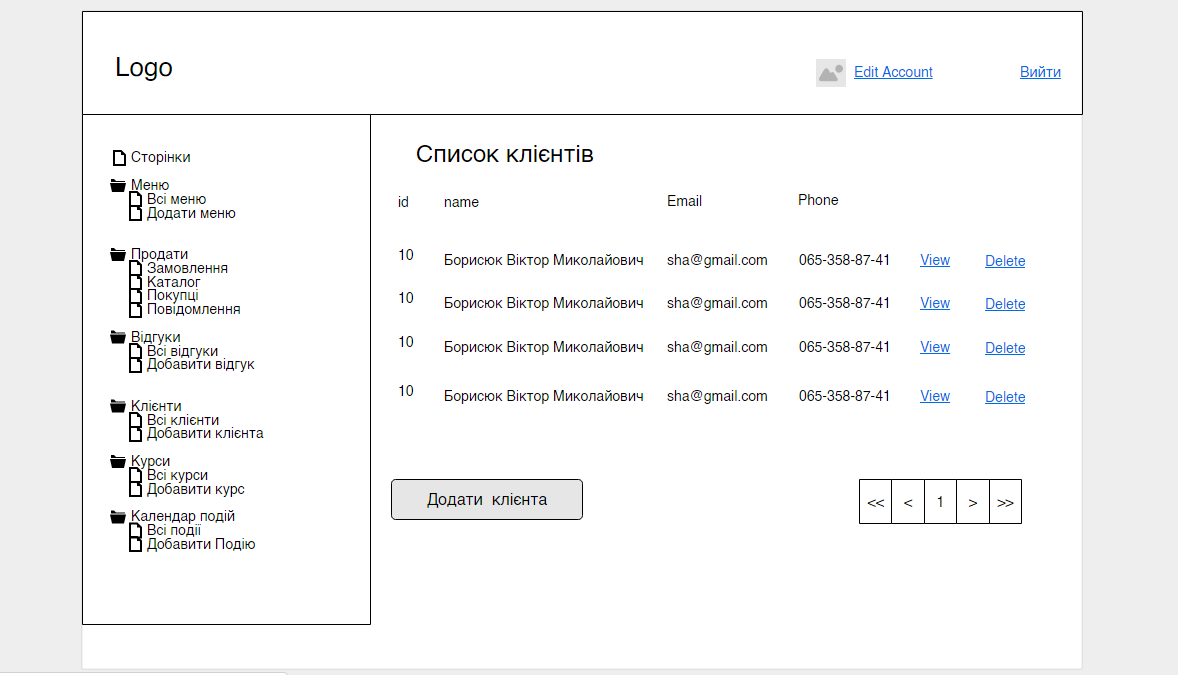 Logo
Edit Account
Вийти
Сторінки
Меню
Всі меню
Додати меню
Продати
Замовлення
Каталог
Покупці
Повідомлення
Відгуки
Всі відгуки
Добавити відгук
Клієнти
Всі клієнти
Добавити клієнта
Курси
Всі курси
Добавити курс
Календар подій
Всі події
Добавити Подію
Список клієнтів
id name Email Phone
10 Борисюк Віктор Миколайович sha@gmail.com 065-358-87-41 View Delete
10 Борисюк Віктор Миколайович sha@gmail.com 065-358-87-41 View Delete
10 Борисюк Віктор Миколайович sha@gmail.com 065-358-87-41 View Delete
10 Борисюк Віктор Миколайович sha@gmail.com 065-358-87-41 View Delete
Додати клієнта
<< < 1 > >>